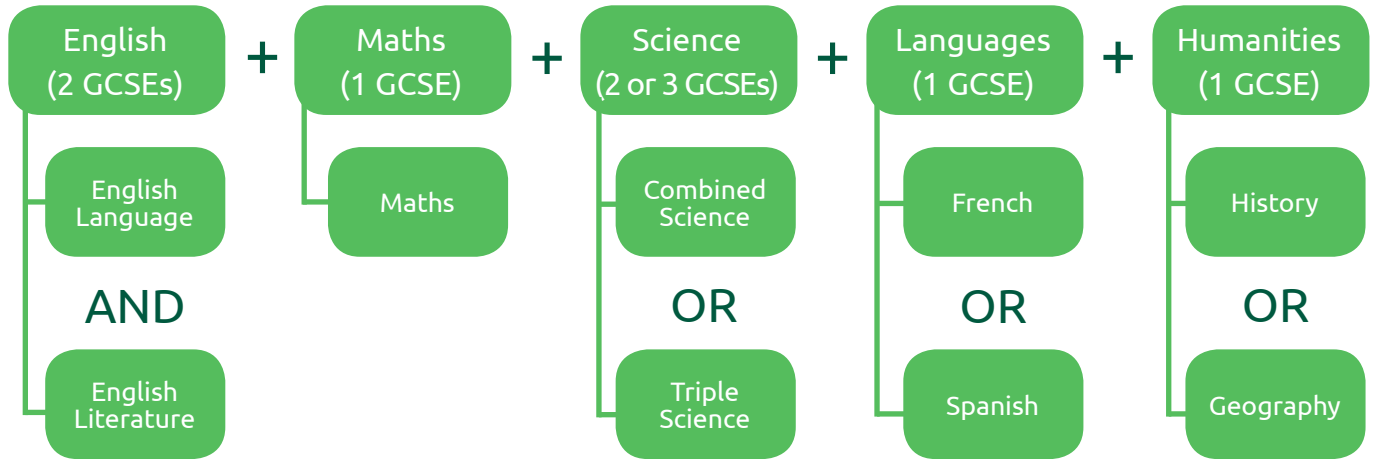 English
(2 GCSEs)
+
Maths
(1 GCSE)
+
Science
(2 or 3 GCSEs)
+
Languages
(1 GCSE)
+
Humanities
(1 GCSE)
English
Language
AND
English
Literature
Maths
Combined
Science
OR
Triple
Science
French
OR
Spanish
History
OR
Geography